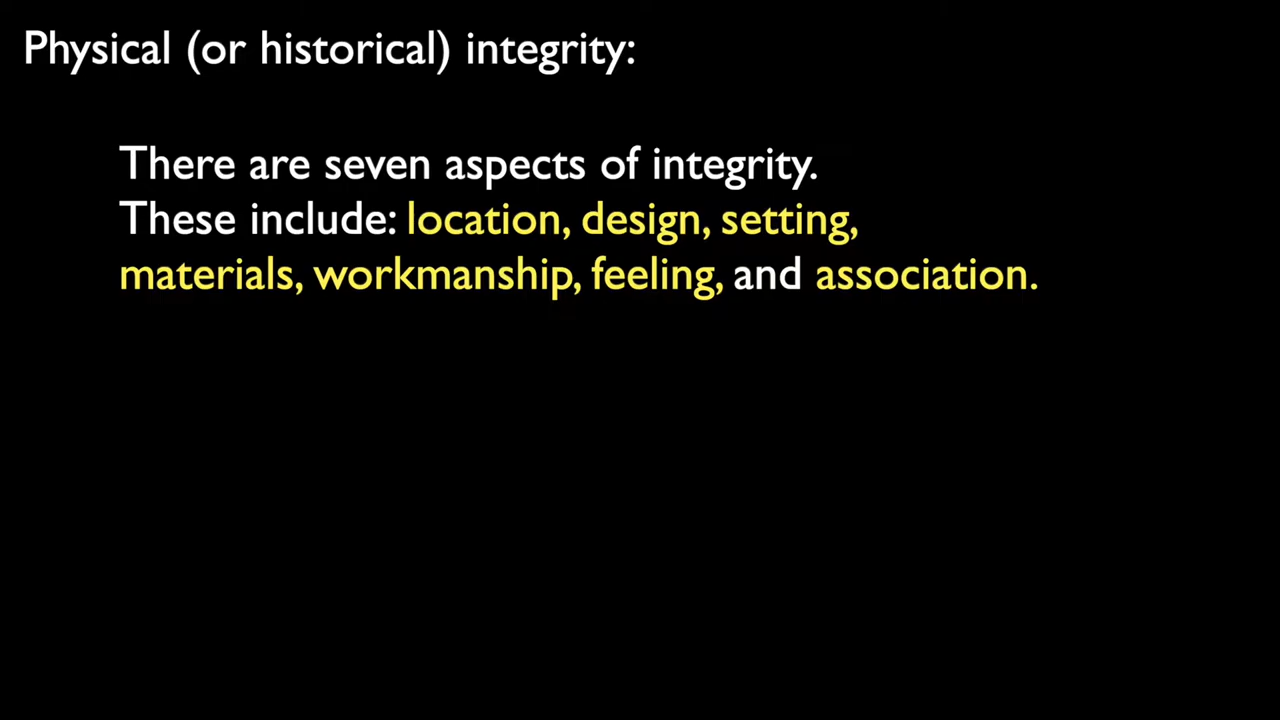 Physical (or historical) integrity:
There are seven aspects of integrity.
These include: location, design, setting,
materials, workmanship, feeling, and association.